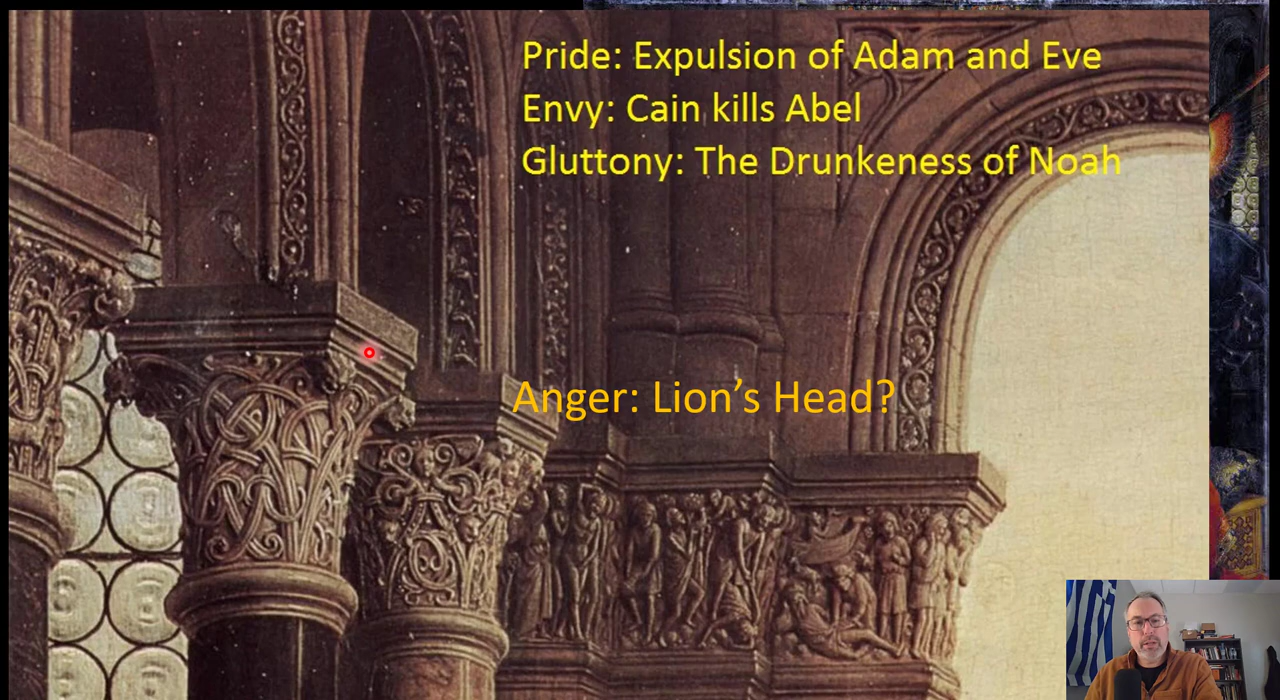 Pride: Expulsion of Adam and Eve
Envy: Cain kills Abel
Gluttony: The Drunkeness of Noah
Anger: Lion’s Head?